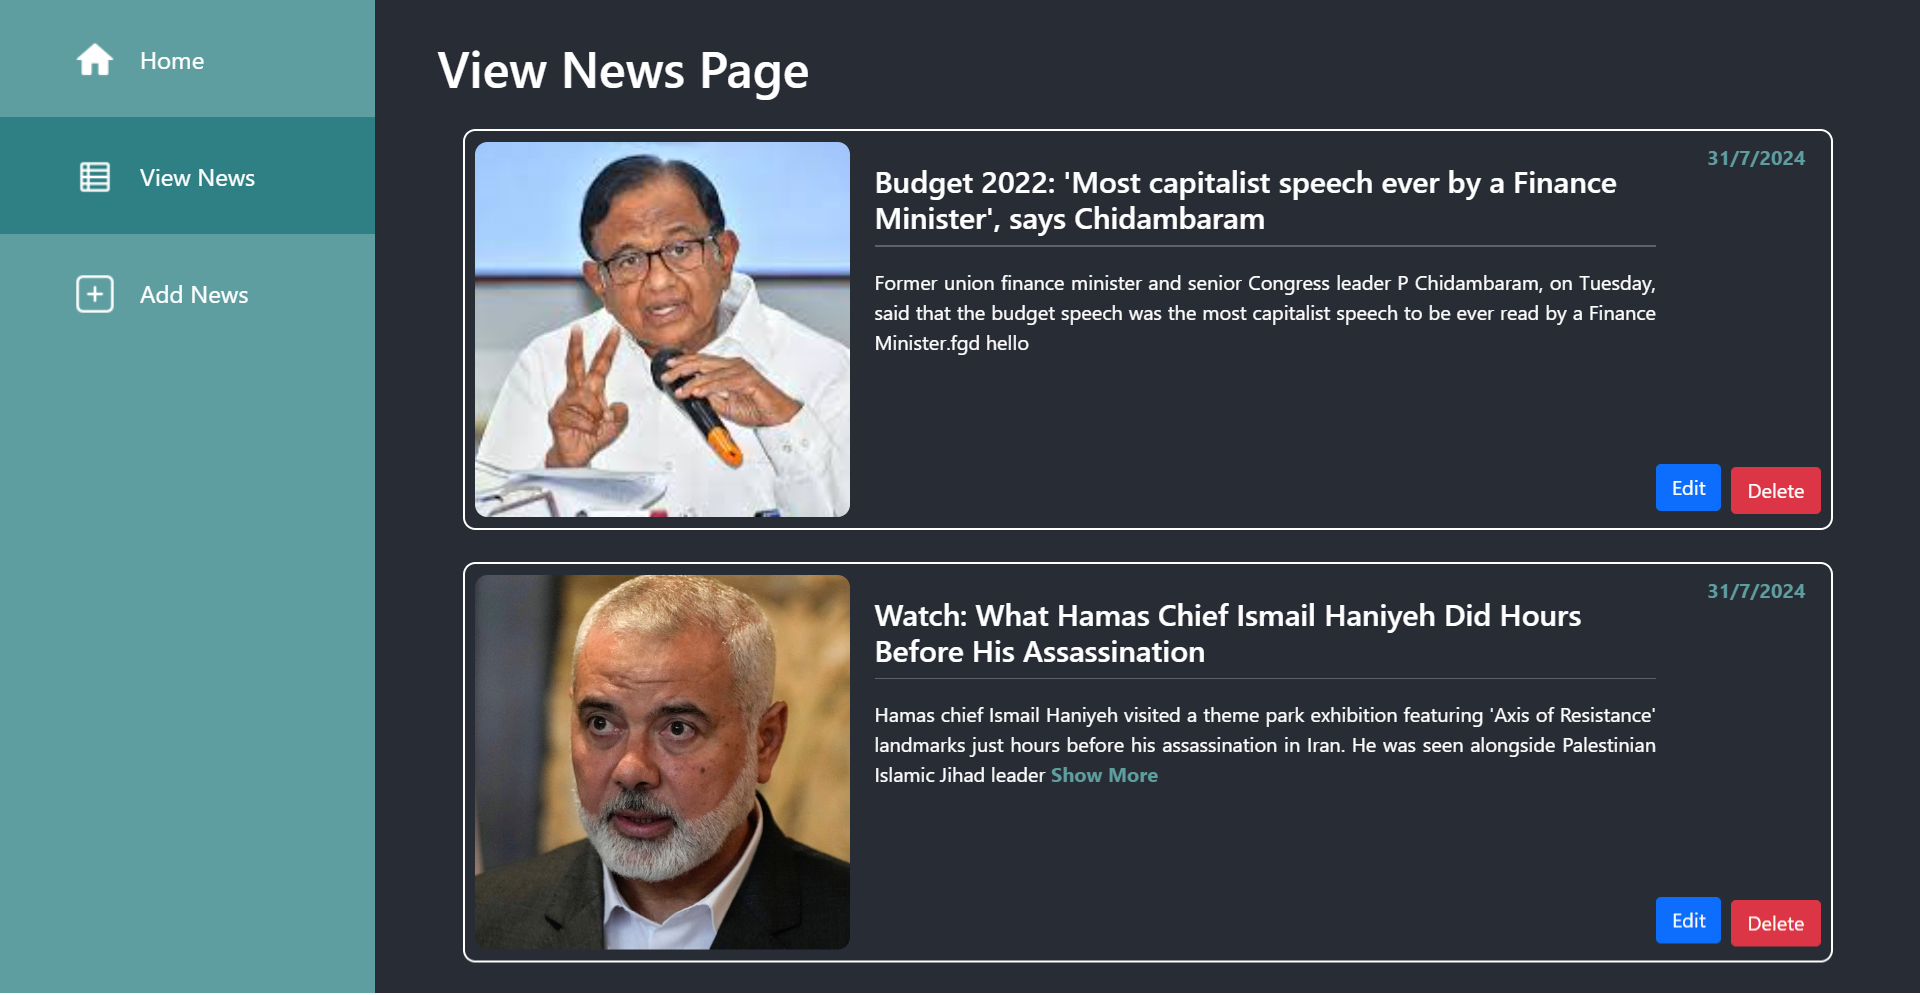 Home
View News
Add News
View News Page
31/7/2024
Budget 2022: 'Most capitalist speech ever by a Finance
Minister', says Chidambaram
Former union finance minister and senior Congress leader P Chidambaram, on Tuesday,
said that the budget speech was the most capitalist speech to be ever read by a Finance
Minister.fgd hello
Edit
Delete
31/7/2024
Watch: What Hamas Chief Ismail Haniyeh Did Hours
Before His Assassination
Hamas chief Ismail Haniyeh visited a theme park exhibition featuring 'Axis of Resistance'
landmarks just hours before his assassination in Iran. He was seen alongside Palestinian
Islamic Jihad leader Show More
Edit
Delete